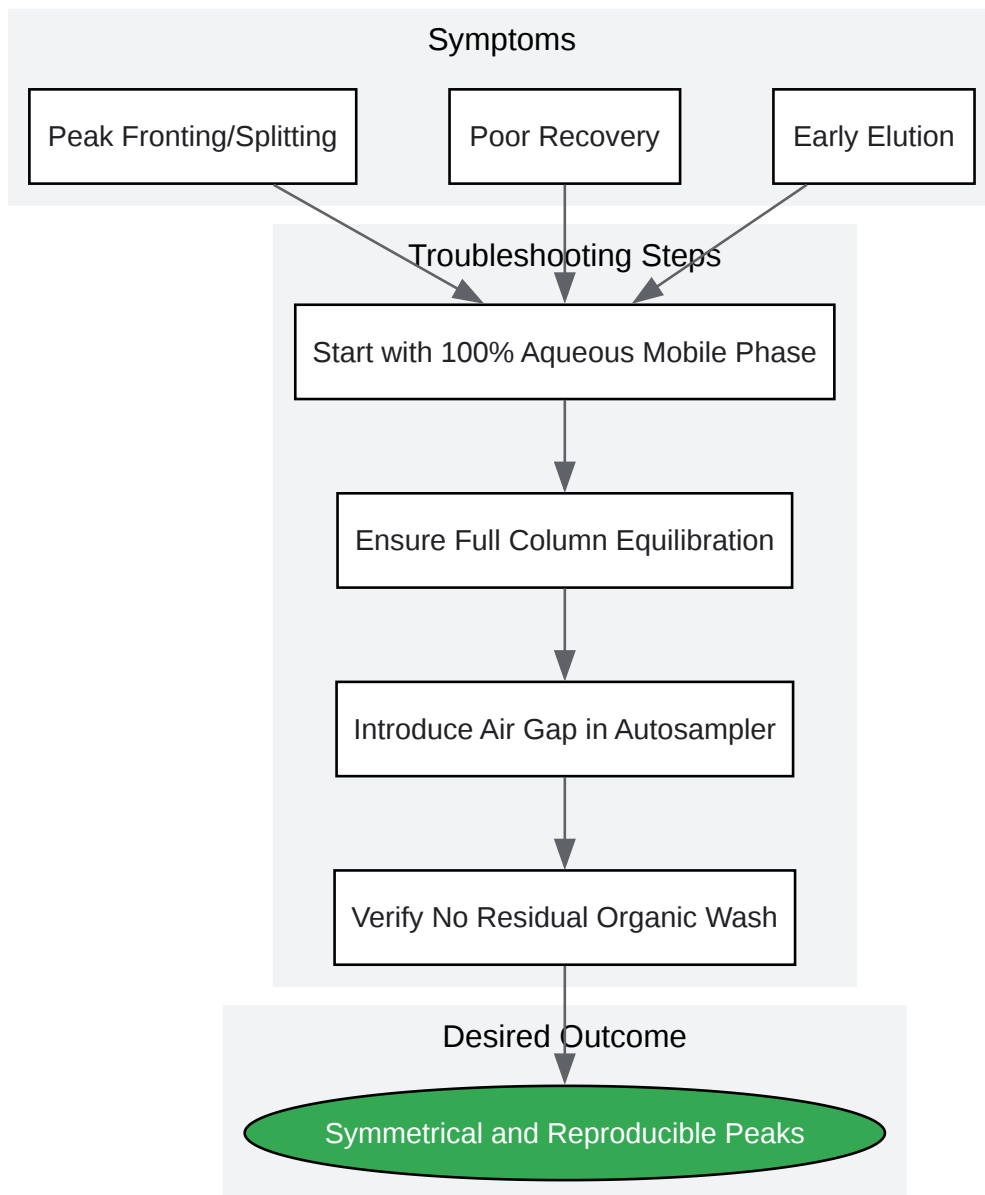 Symptoms
Peak Fronting/Splitting
Poor Recovery
Early Elution
Troubleshooting Steps
Start with 100% Aqueous Mobile Phase
Ensure Full Column Equilibration
Introduce Air Gap in Autosampler
Verify No Residual Organic Wash
Desired Outcome
Symmetrical and Reproducible Peaks